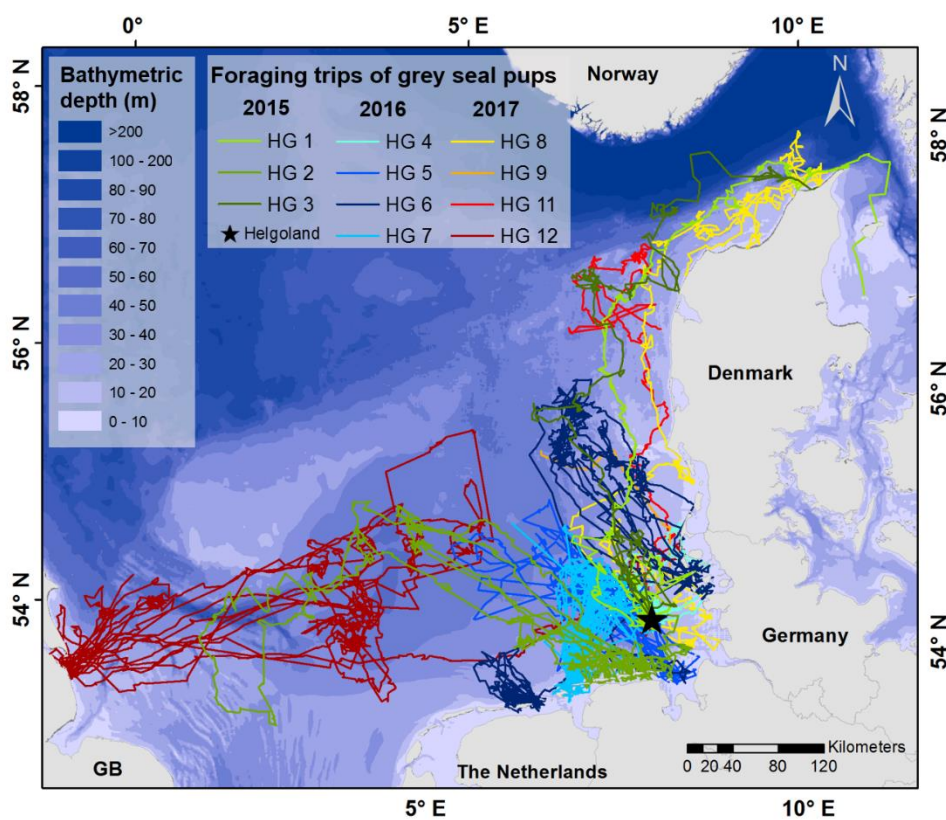 0°
5° E
10° E
58° N
58° N
Bathymetric
depth (m)
>200
100 - 200
80 - 90
70 - 80
60 - 70
50 - 60
40 - 50
30 - 40
20 - 30
10 - 20
0 - 10
Foraging trips of grey seal pups
2015
2016
2017
HG 1
HG 4
HG 8
HG 2
HG 5
HG 9
HG 3
HG 6
HG 11
Helgoland
HG 7
HG 12
Norway
N
56° N
56° N
Denmark
54° N
54° N
Germany
GB
The Netherlands
Kilometers
0 20 40 80 120
5° E
10° E